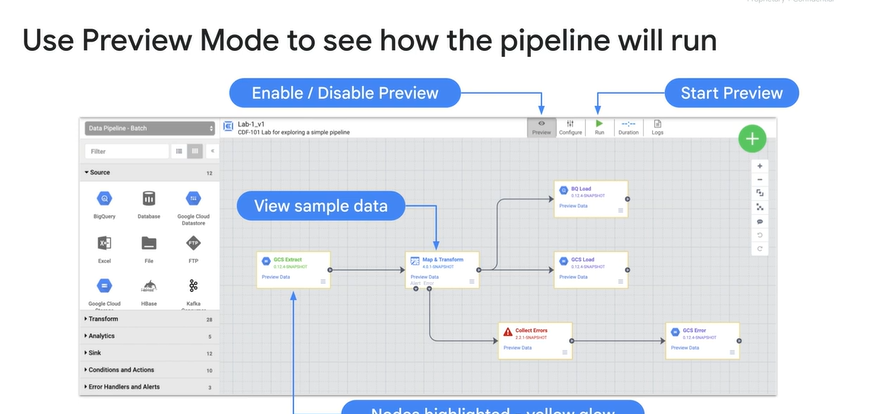 Use Preview Mode to see how the pipeline will run
Enable / Disable Preview
Start Preview
Data Pipeline - Batch
Lab-1_v1
CDF-101 Lab for exploring a simple pipeline
Preview
Configure
Run
Duration
Logs
Filter
Source 12
BigQuery
Database
Google Cloud
Datastore
Excel
File
FTP
Google Cloud
HBase
Kafka
Transform 28
Analytics 5
Sink 12
Conditions and Actions 10
Error Handlers and Alerts 3
View sample data
GCS Extract
0.12.4-SNAPSHOT
Preview Data
Map & Transform
Preview Data
Alert Error
BQ Load
0.12.4-SNAPSHOT
Preview Data
GCS Load
0.12.4-SNAPSHOT
Preview Data
Collect Errors
2.2.1-SNAPSHOT
Preview Data
GCS Error
0.12.4-SNAPSHOT
Preview Data
Nodes highlighted - yellow glow